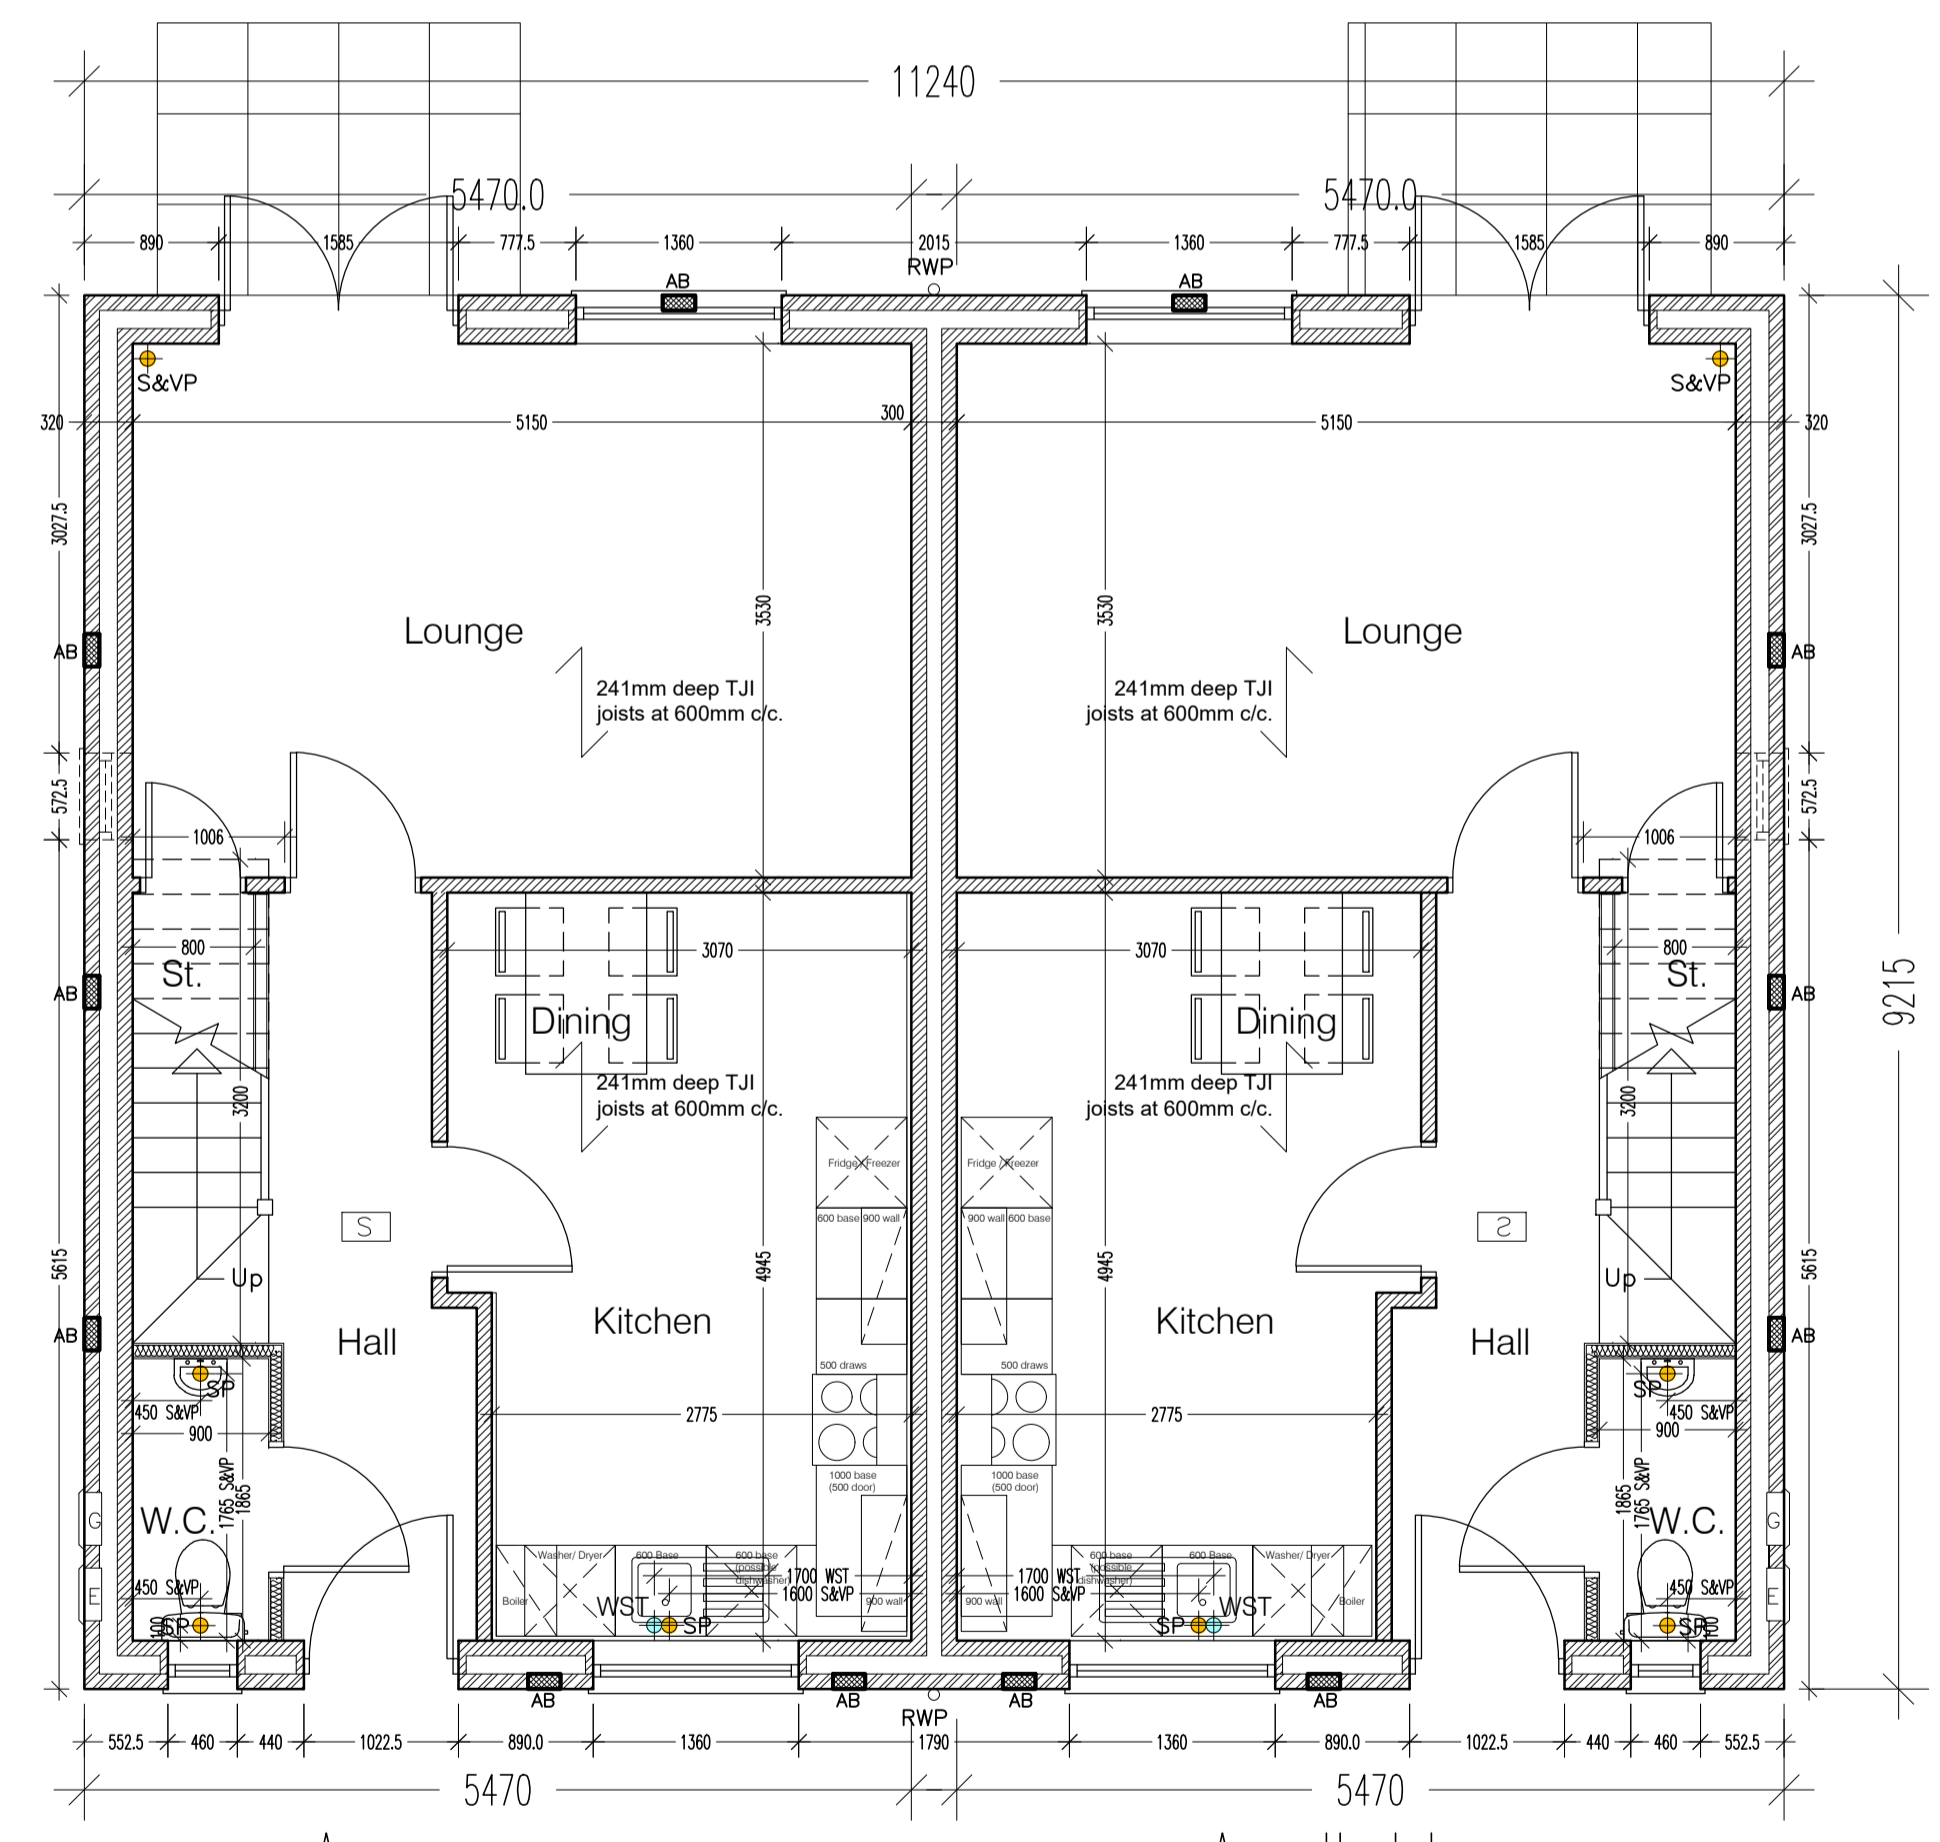 11240
5470.0 5470.0
890 1585 777.5 1360 2015 1360 777.5 1585 890
RWP
AB AB
S&VP S&VP
320 5150 300 5150 320
3027.5 3530 3530 3027.5
Lounge Lounge
AB AB
241mm deep TJI
joists at 600mm c/c.
241mm deep TJI
joists at 600mm c/c.
572.5 572.5
1006 1006
800 3070 3070 800
St. St.
AB AB
9215
Dining Dining
241mm deep TJI
joists at 600mm c/c.
241mm deep TJI
joists at 600mm c/c.
3200 3200
Fridge / Freezer Fridge / Freezer
600 base 900 wall 900 wall 600 base
S S
5615 4945 4945 5615
Up Up
Kitchen Kitchen
AB Hall Hall AB
500 draws 500 draws
SP SP
450 S&VP 2775 2775 450 S&VP
900 900
1765 S&VP 1765 S&VP
1865 1865
1000 base
(500 door)
1000 base
(500 door)
G W.C. W.C. G
Washer/ Dryer 600 Base 600 base
(possible
dishwasher)
600 base
(possible
dishwasher)
600 Base Washer/ Dryer
1700 WST 1700 WST
1600 S&VP 1600 S&VP
450 S&VP 450 S&VP
E Boiler 900 wall 900 wall Boiler E
WST WST
100 SP SP SP SP 100
AB AB AB AB
RWP
552.5 460 440 1022.5 890.0 1360 1790 1360 890.0 1022.5 440 460 552.5
5470 5470